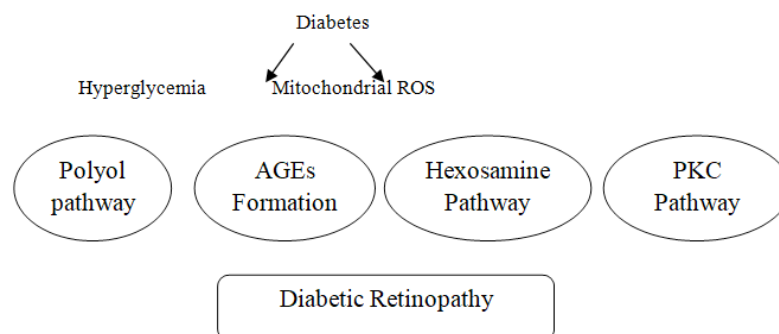 Diabetes
Hyperglycemia Mitochondrial ROS
Polyol AGEs Hexosamine PKC
pathway Formation Pathway Pathway
Diabetic Retinopathy